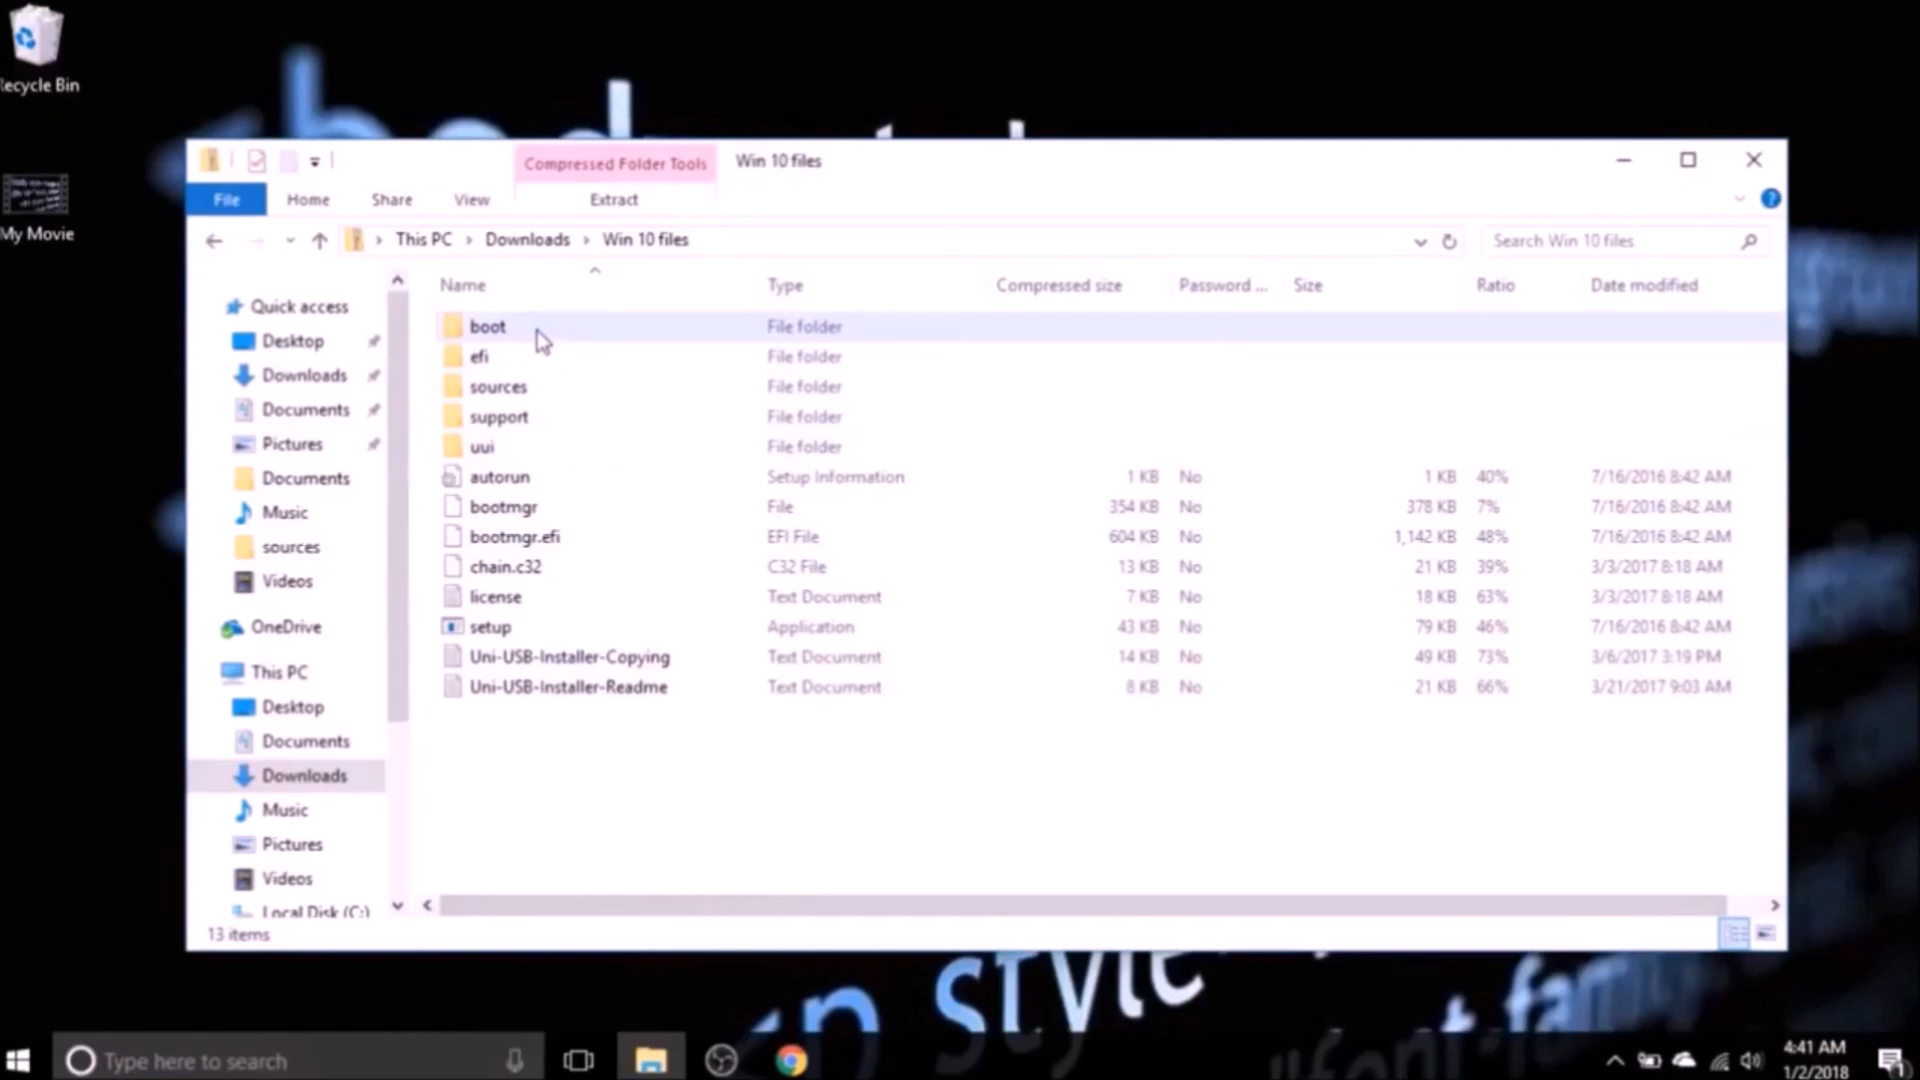 Recycle Bin
My Movie
Compressed Folder Tools
Win 10 files
File
Home
Share
View
Extract
This PC
Downloads
Win 10 files
Search Win 10 files
Name
Type
Compressed size
Password ...
Size
Ratio
Date modified
Quick access
Desktop
Downloads
Documents
Pictures
Documents
Music
sources
Videos
OneDrive
This PC
Desktop
Documents
Downloads
Music
Pictures
Videos
Local Disk (C:)
boot File folder
efi File folder
sources File folder
support File folder
uui File folder
autorun Setup Information 1 KB No 1 KB 40% 7/16/2016 8:42 AM
bootmgr File 354 KB No 378 KB 7% 7/16/2016 8:42 AM
bootmgr.efi EFI File 604 KB No 1,142 KB 48% 7/16/2016 8:42 AM
chain.c32 C32 File 13 KB No 21 KB 39% 3/3/2017 8:18 AM
license Text Document 7 KB No 18 KB 63% 3/3/2017 8:18 AM
setup Application 43 KB No 79 KB 46% 7/16/2016 8:42 AM
Uni-USB-Installer-Copying Text Document 14 KB No 49 KB 73% 3/6/2017 3:19 PM
Uni-USB-Installer-Readme Text Document 8 KB No 21 KB 66% 3/21/2017 9:03 AM
13 items
<p style
Type here to search
4:41 AM
1/2/2018